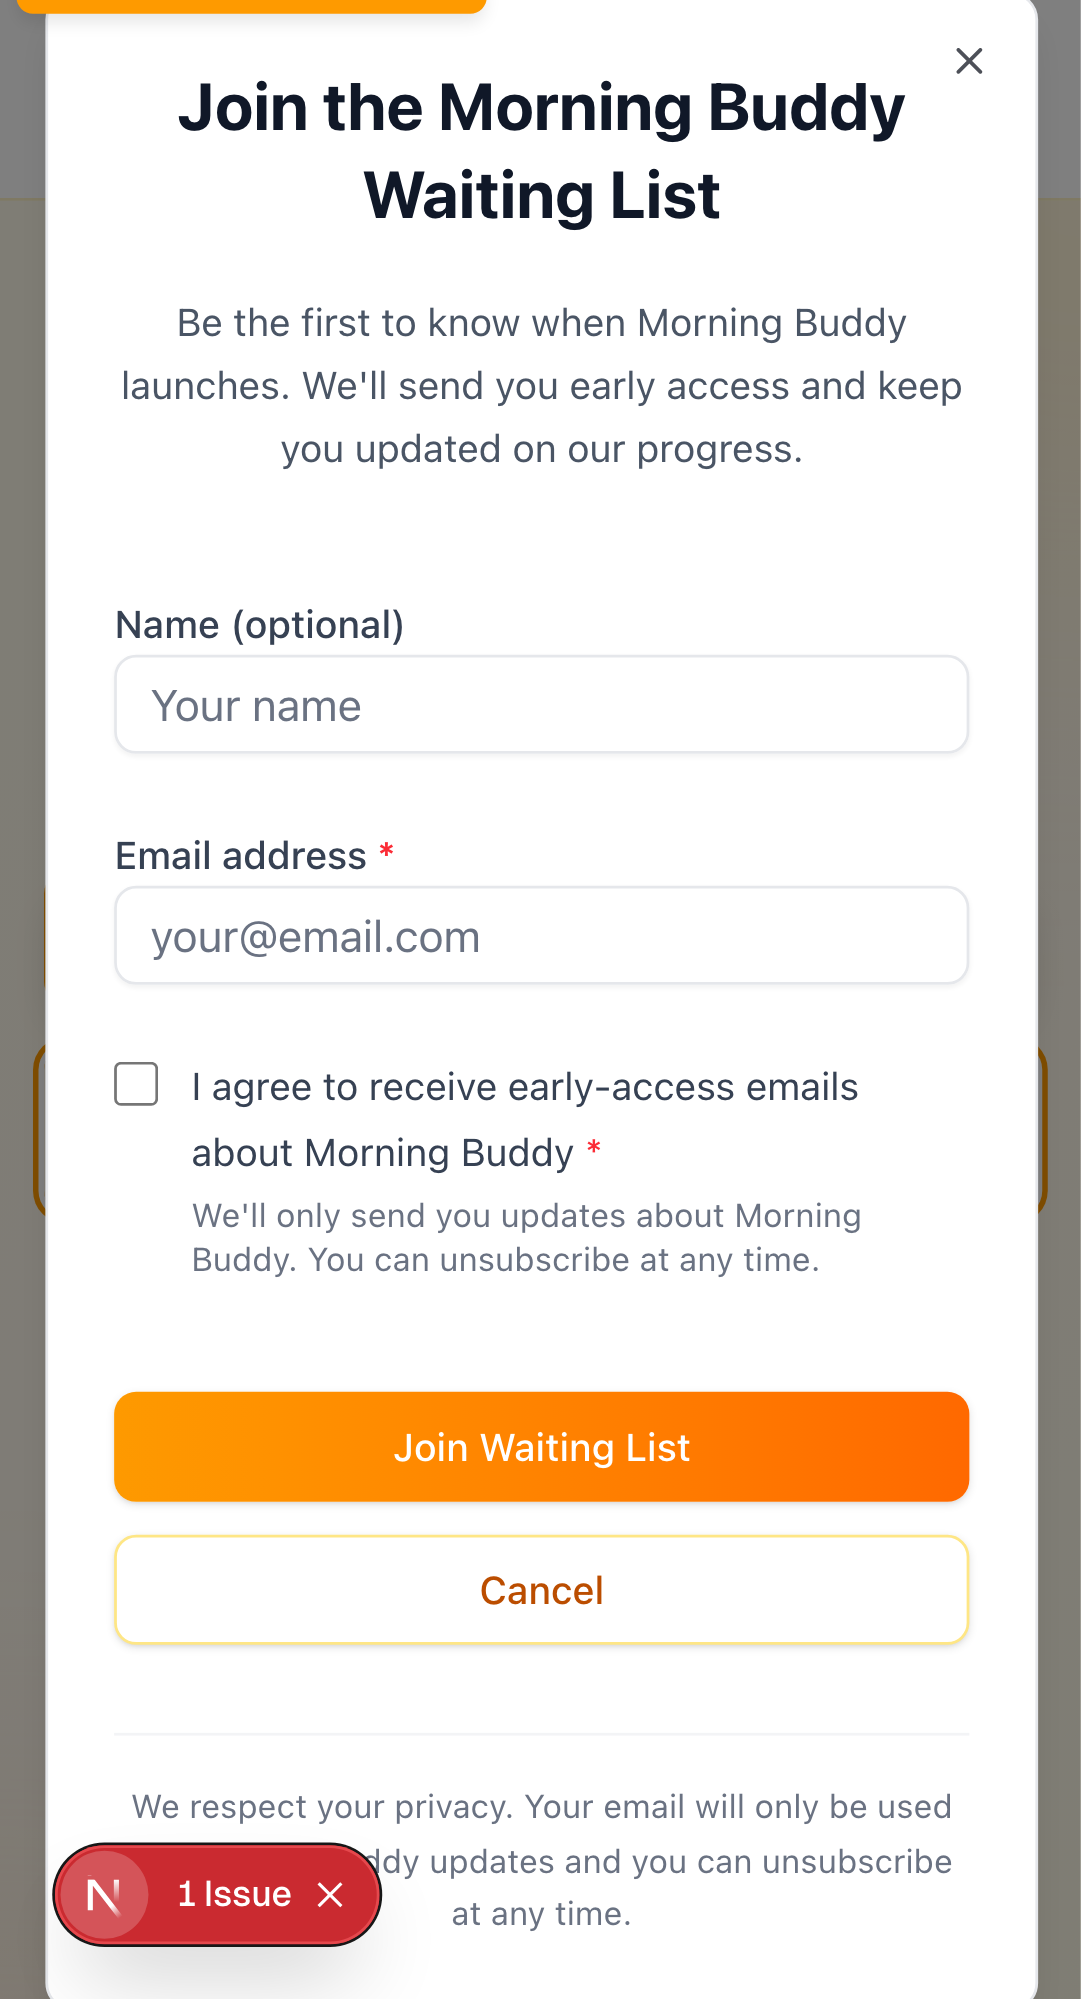 Join the Morning Buddy
Waiting List
Be the first to know when Morning Buddy
launches. We'll send you early access and keep
you updated on our progress.
Name (optional)
Your name
Email address *
your@email.com
I agree to receive early-access emails
about Morning Buddy *
We'll only send you updates about Morning
Buddy. You can unsubscribe at any time.
Join Waiting List
Cancel
We respect your privacy. Your email will only be used
updates and you can unsubscribe
at any time.
N 1 Issue